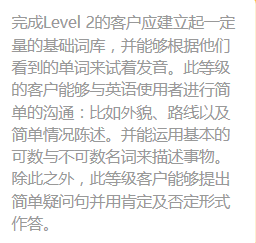 完成Level 2的客户应建立起一定
量的基础词库，并能够根据他们
看到的单词来试着发音。此等级
的客户能够与英语使用者进行简
单的沟通：比如外貌、路线以及
简单情况陈述。并能运用基本的
可数与不可数名词来描述事物。
除此之外，此等级客户能够提出
简单疑问句并用肯定及否定形式
作答。